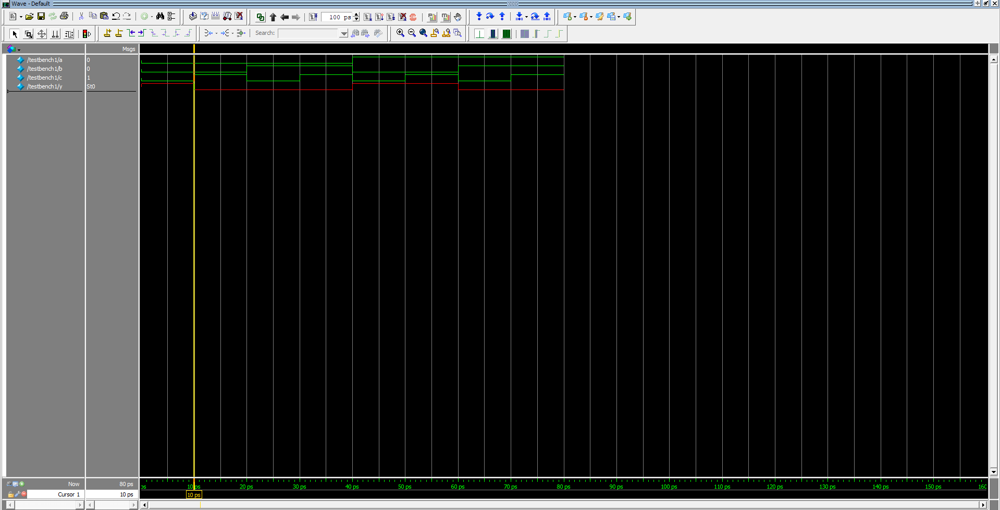 Wave - Default
100 ps
Search:
Msgs
/testbench1/a 0
/testbench1/b 0
/testbench1/c 1
/testbench1/y St0
Now 80 ps
ps 10 ps 20 ps 30 ps 40 ps 50 ps 60 ps 70 ps 80 ps 90 ps 100 ps 110 ps 120 ps 130 ps 140 ps 150 ps 160
Cursor 1 10 ps 10 ps